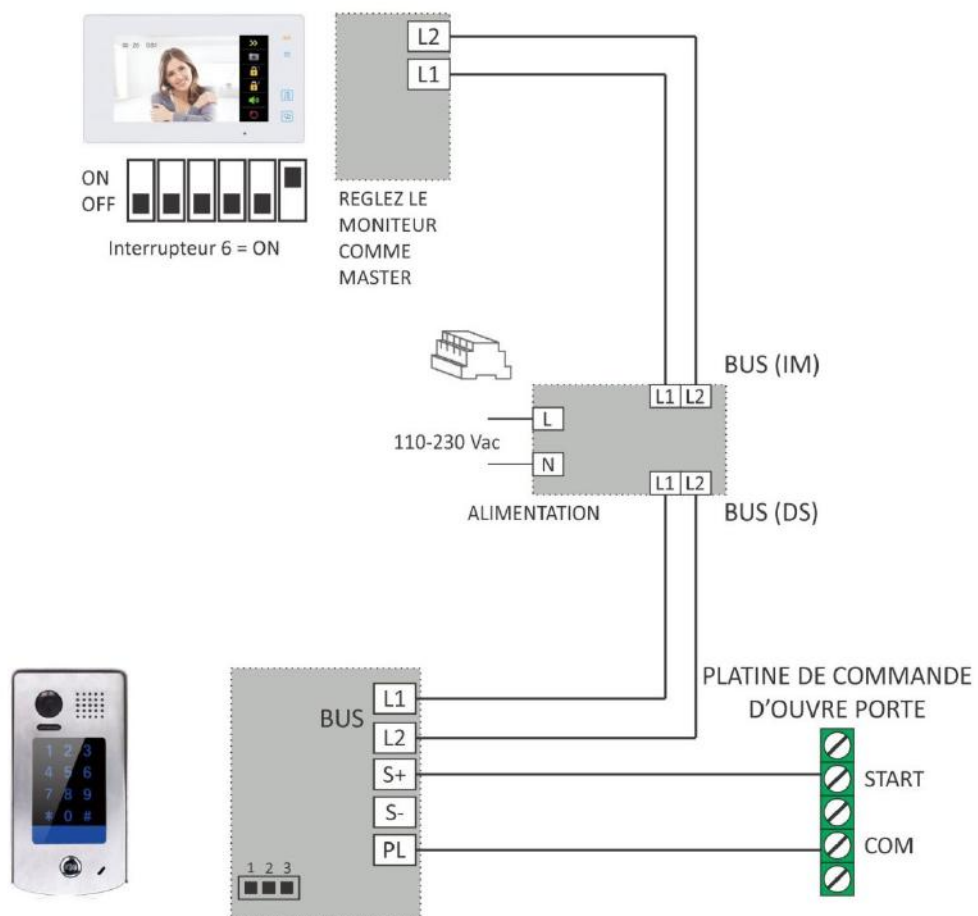 L2
L1
ON
OFF
Interrupteur 6 = ON
REGLEZ LE
MONITEUR
COMME
MASTER
BUS (IM)
L1 L2
L
110-230 Vac
N
L1 L2
ALIMENTATION
BUS (DS)
PLATINE DE COMMANDE
D'OUVRE PORTE
BUS
L1
L2
S+
START
S-
PL
COM
1 2 3
1 2 3
4 5 6
7 8 9
* 0 #